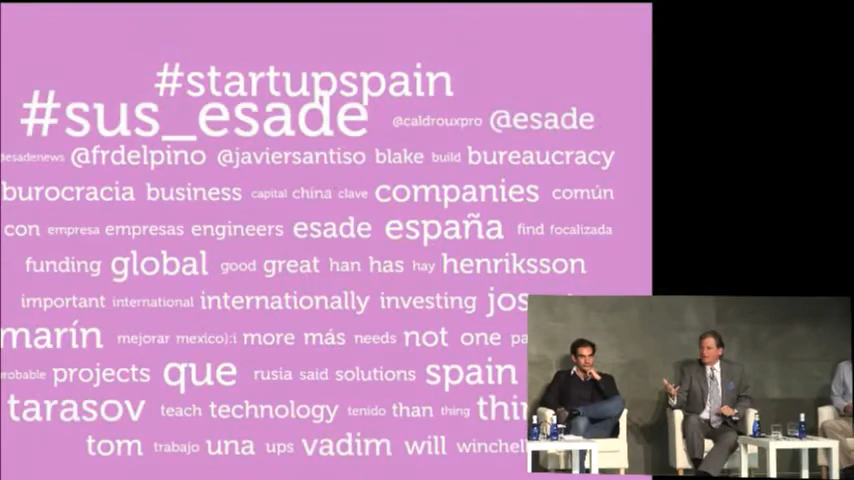 #startupspain
#sus_esade @caldrouxpro @esade
@frdelpino @javiersantiso blake build bureaucracy
burocracia business capital china clave companies común
con empresa empresas engineers esade españa find focalizada
funding global good great han has hay henriksson
important international internationally investing
marín mejorar mexico):i more más needs not one
probable projects que rusia said solutions spain
tarasov teach technology tenido than thing
tom trabajo una ups vadim will winchell